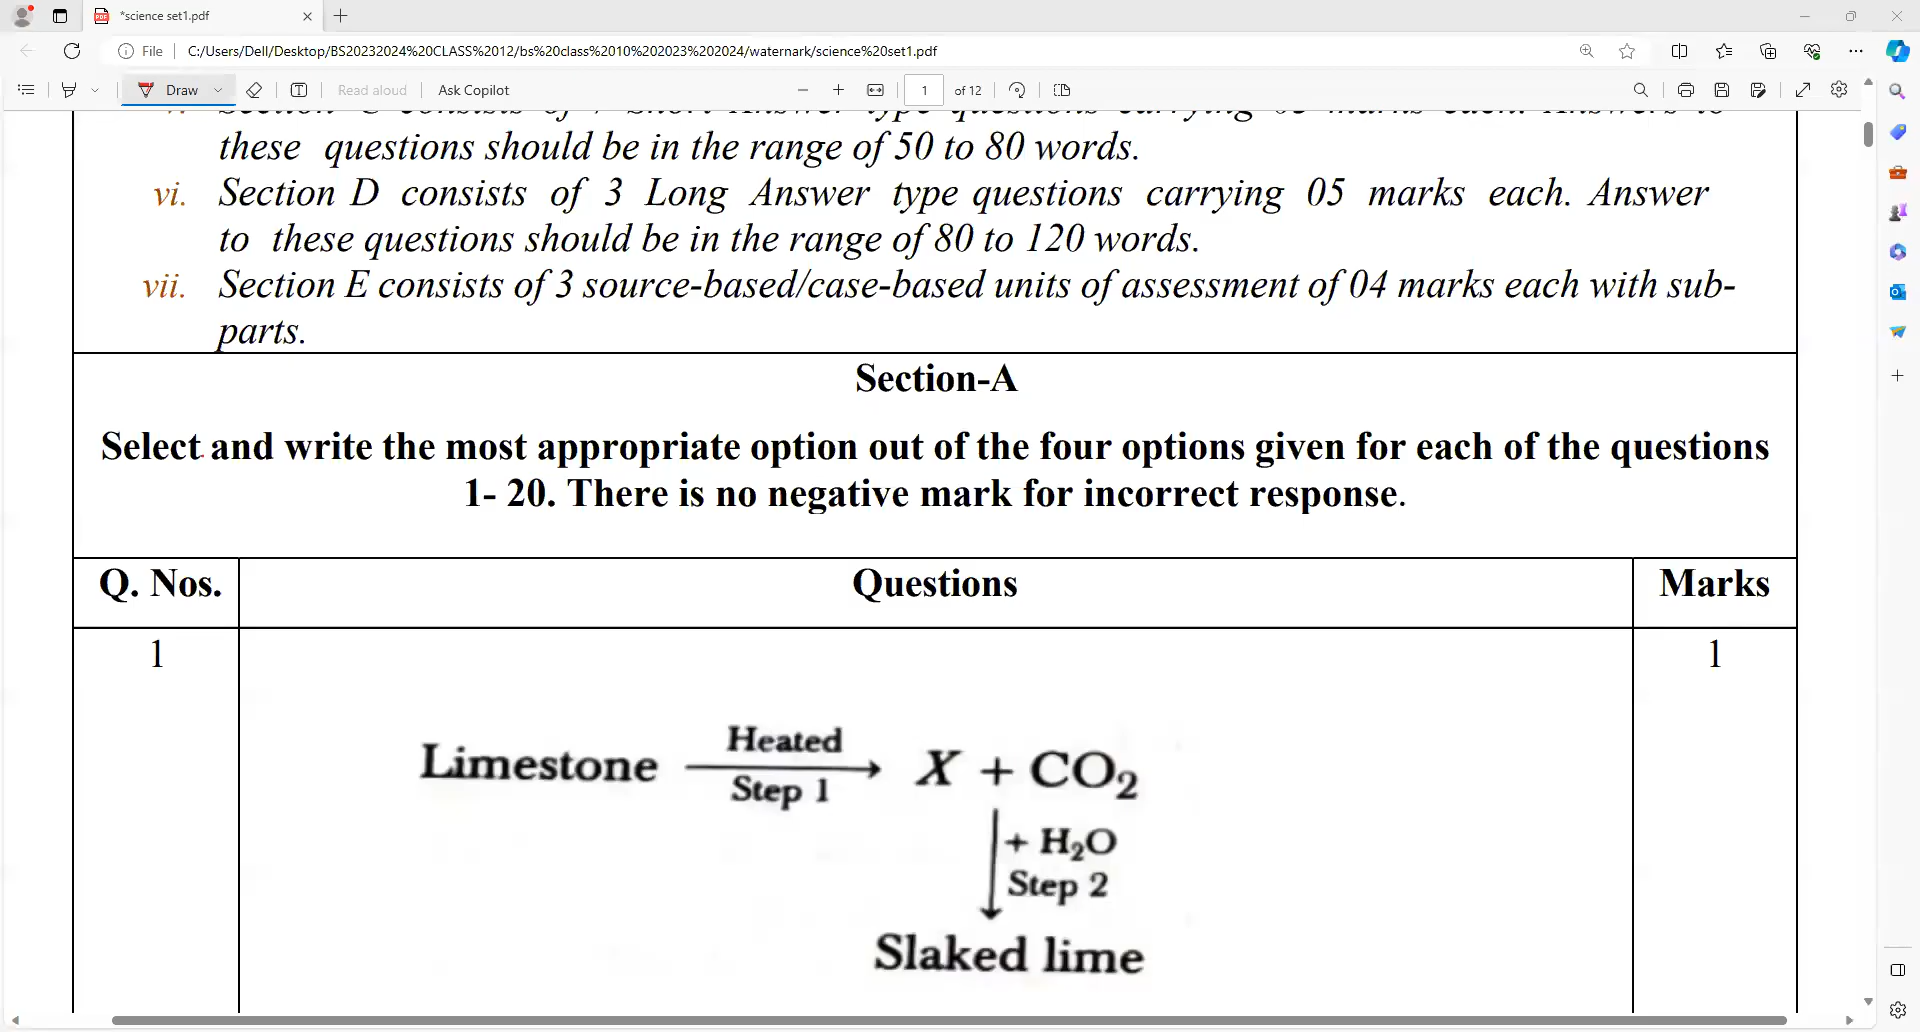 *science set1.pdf
File
C:/Users/Dell/Desktop/BS20232024%20CLASS%2012/bs%20class%2010%202023%202024/waternark/science%20set1.pdf
Draw
Read aloud
Ask Copilot
1
of 12
these questions should be in the range of 50 to 80 words.
vi. Section D consists of 3 Long Answer type questions carrying 05 marks each. Answer
to these questions should be in the range of 80 to 120 words.
vii. Section E consists of 3 source-based/case-based units of assessment of 04 marks each with sub-
parts.
Section-A
Select and write the most appropriate option out of the four options given for each of the questions
1- 20. There is no negative mark for incorrect response.
Q. Nos. Questions Marks
1 1
Heated
Limestone X + CO₂
Step 1
+ H₂O
Step 2
Slaked lime